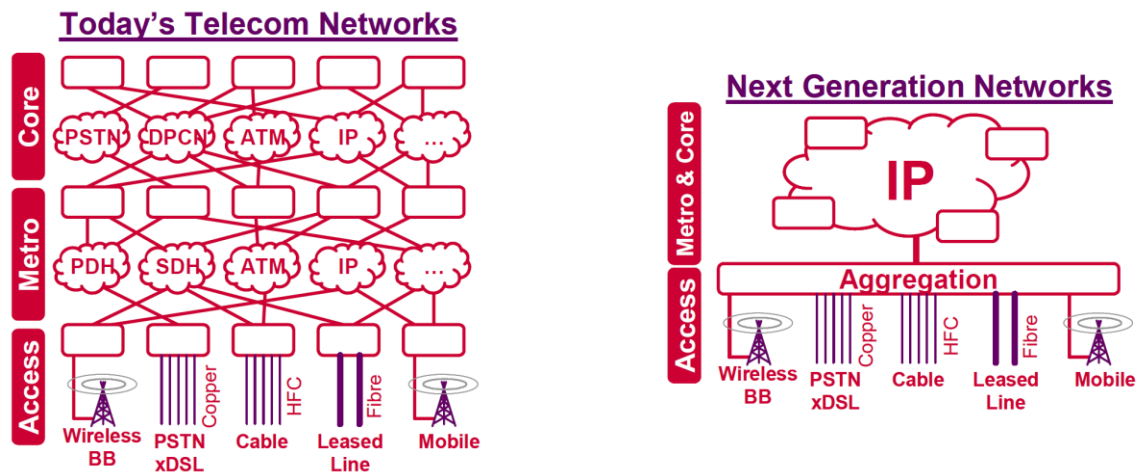 Today's Telecom Networks
Core
PSTN
DPCN
ATM
IP
...
Metro
PDH
SDH
ATM
IP
...
Access
Copper
HFC
Fibre
Wireless
BB
PSTN
xDSL
Cable
Leased
Line
Mobile
Next Generation Networks
Metro & Core
IP
Access
Aggregation
Copper
HFC
Fibre
Wireless
BB
PSTN
xDSL
Cable
Leased
Line
Mobile